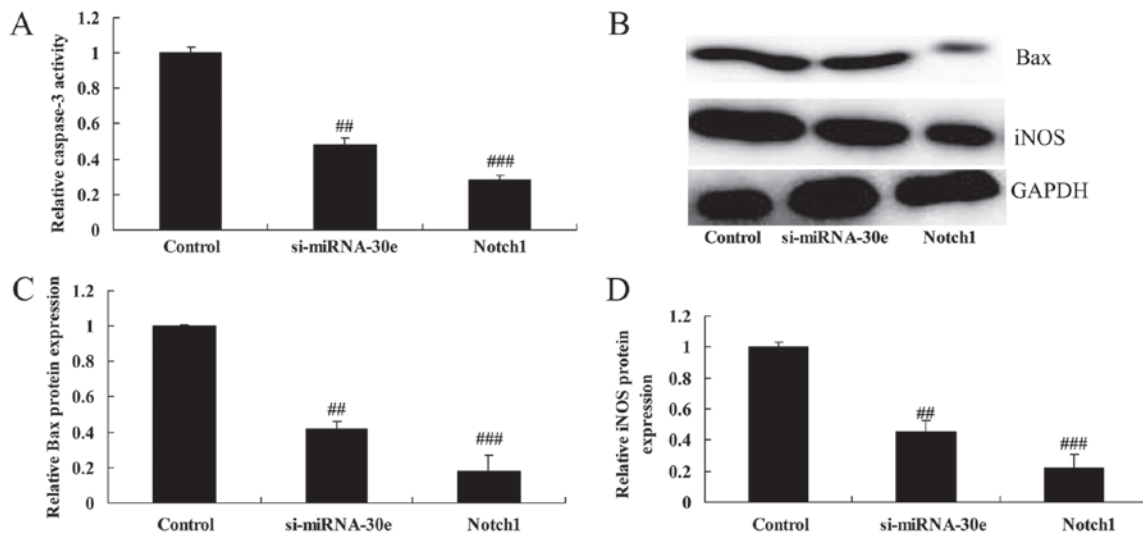 A
Relative caspase-3 activity
1.2
1
0.8
0.6
0.4
0.2
0
##
###
Control
si-miRNA-30e
Notch1
B
Bax
iNOS
GAPDH
Control
si-miRNA-30e
Notch1
C
Relative Bax protein expression
1.2
1
0.8
0.6
0.4
0.2
0
##
###
Control
si-miRNA-30e
Notch1
D
Relative iNOS protein
expression
1.2
1
0.8
0.6
0.4
0.2
0
##
###
Control
si-miRNA-30e
Notch1